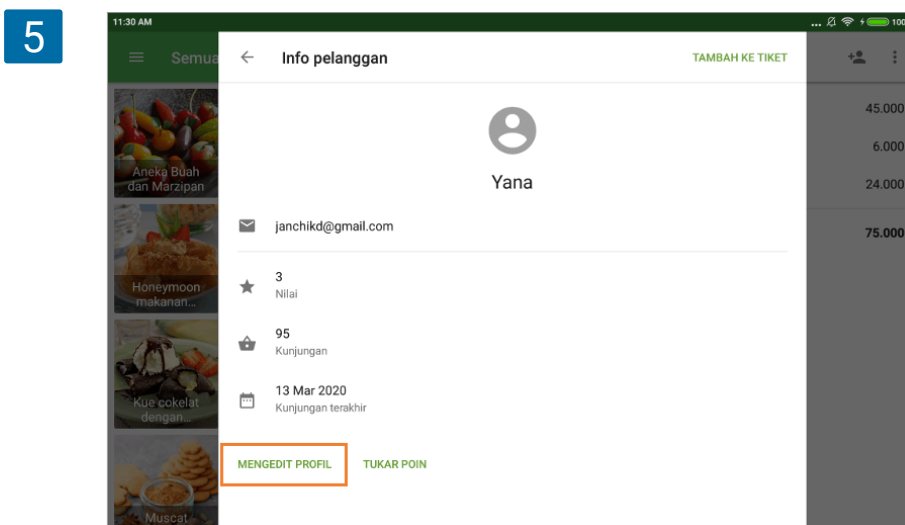 5
11:30 AM
... 100
Semua
Info pelanggan
TAMBAH KE TIKET
Aneka Buah
dan Marzipan
Yana
45.000
6.000
24.000
75.000
janchikd@gmail.com
Honeymoon
makanan...
3
Nilai
95
Kunjungan
13 Mar 2020
Kunjungan terakhir
Kue cokelat
dengan...
MENGEDIT PROFIL
TUKAR POIN
Muscat